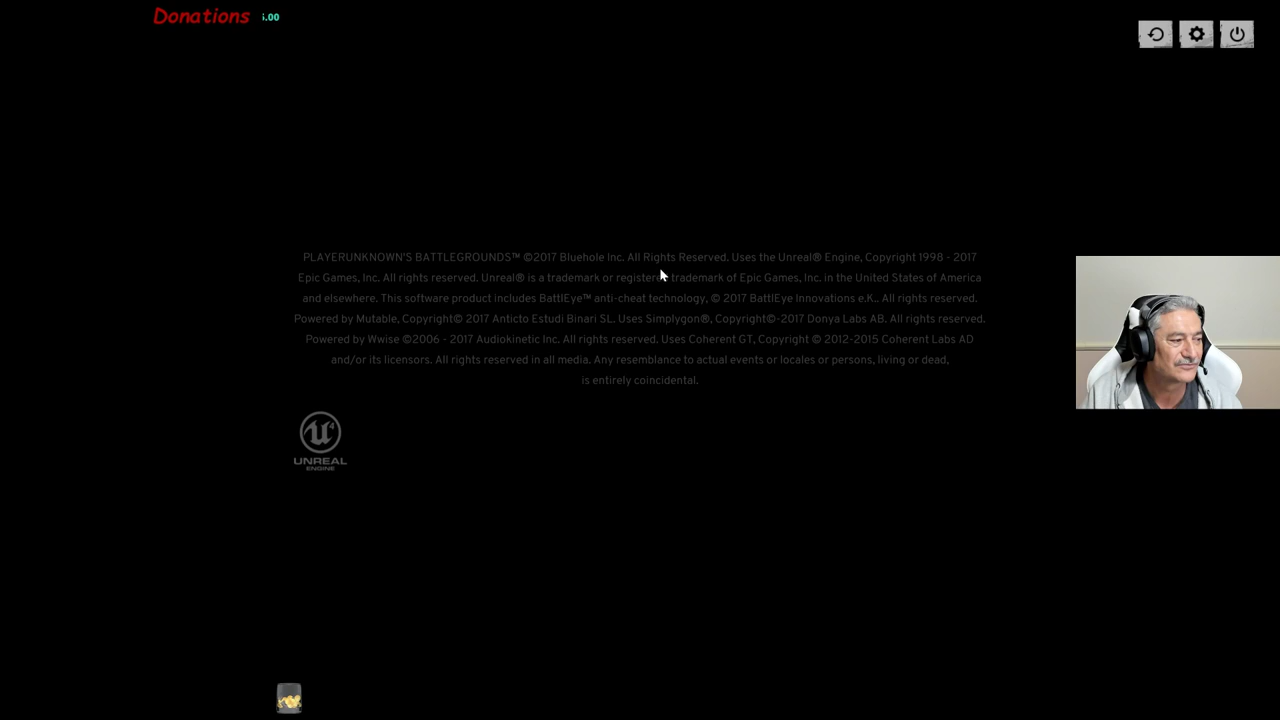 Donations
5.00
PLAYERUNKNOWN'S BATTLEGROUNDS™ ©2017 Bluehole Inc. All Rights Reserved. Uses the Unreal® Engine, Copyright 1998 - 2017
Epic Games, Inc. All rights reserved. Unreal® is a trademark or registered trademark of Epic Games, Inc. in the United States of America
and elsewhere. This software product includes BattlEye™ anti-cheat technology, © 2017 BattlEye Innovations e.K.. All rights reserved.
Powered by Mutable, Copyright© 2017 Anticto Estudi Binari SL. Uses Simplygon®, Copyright©-2017 Donya Labs AB. All rights reserved.
Powered by Wwise ©2006 - 2017 Audiokinetic Inc. All rights reserved. Uses Coherent GT, Copyright © 2012-2015 Coherent Labs AD
and/or its licensors. All rights reserved in all media. Any resemblance to actual events or locales or persons, living or dead,
is entirely coincidental.
UNREAL
ENGINE